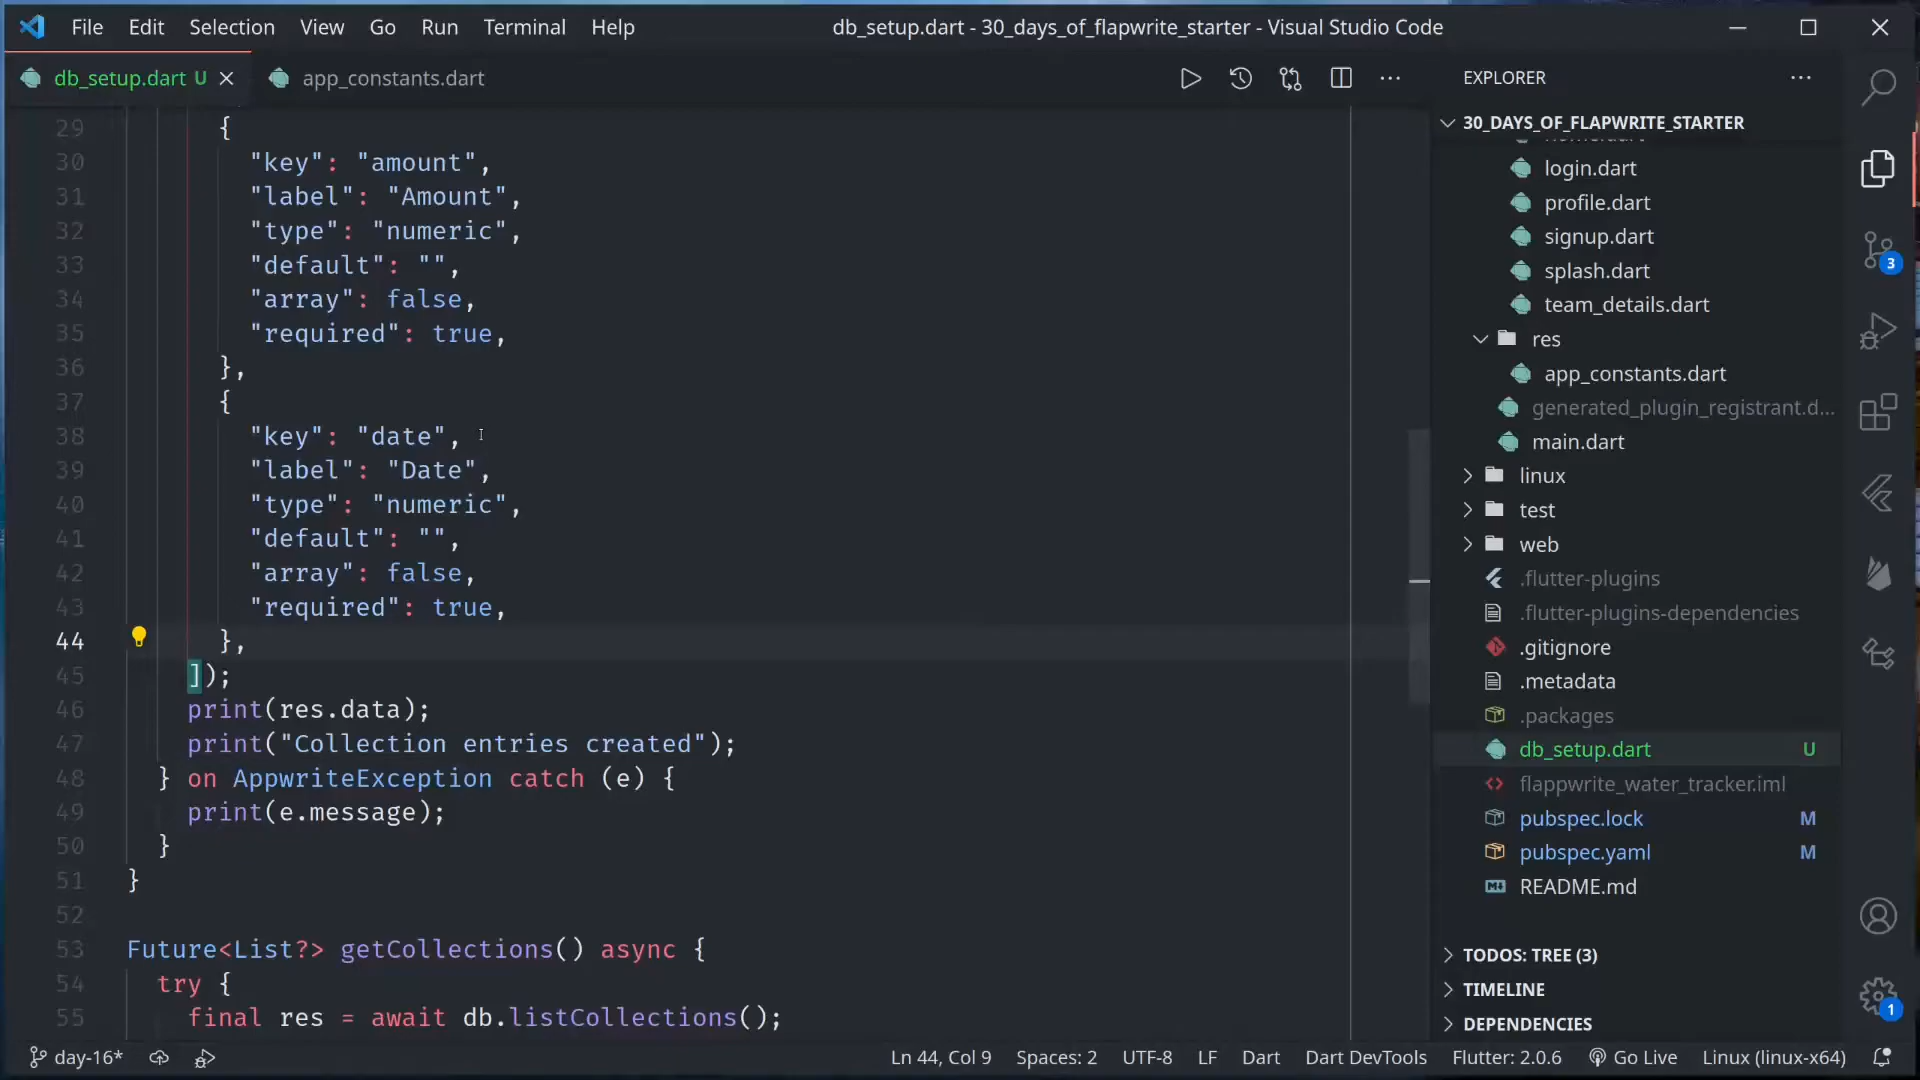 File Edit Selection View Go Run Terminal Help db_setup.dart - 30_days_of_flapwrite_starter - Visual Studio Code
db_setup.dart U app_constants.dart
29 {
30 "key": "amount",
31 "label": "Amount",
32 "type": "numeric",
33 "default": "",
34 "array": false,
35 "required": true,
36 },
37 {
38 "key": "date",
39 "label": "Date",
40 "type": "numeric",
41 "default": "",
42 "array": false,
43 "required": true,
44 },
45 ]);
46 print(res.data);
47 print("Collection entries created");
48 } on AppwriteException catch (e) {
49 print(e.message);
50 }
51 }
52
53 Future<List?> getCollections() async {
54 try {
55 final res = await db.listCollections();
EXPLORER
30_DAYS_OF_FLAPWRITE_STARTER
login.dart
profile.dart
signup.dart
splash.dart
team_details.dart
res
app_constants.dart
generated_plugin_registrant.d...
main.dart
linux
test
web
.flutter-plugins
.flutter-plugins-dependencies
.gitignore
.metadata
.packages
db_setup.dart U
flappwrite_water_tracker.iml
pubspec.lock M
pubspec.yaml M
README.md
TODOS: TREE (3)
TIMELINE
DEPENDENCIES
3
1
day-16* Ln 44, Col 9 Spaces: 2 UTF-8 LF Dart Dart DevTools Flutter: 2.0.6 Go Live Linux (linux-x64)